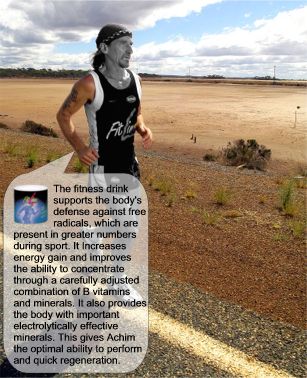 Fit
The fitness drink
supports the body's
defense against free
radicals, which are
present in greater numbers
during sport. It Increases
energy gain and improves
the ability to concentrate
through a carefully adjusted
combination of B vitamins
and minerals. It also provides
the body with important
electrolytically effective
minerals. This gives Achim
the optimal ability to perform
and quick regeneration.